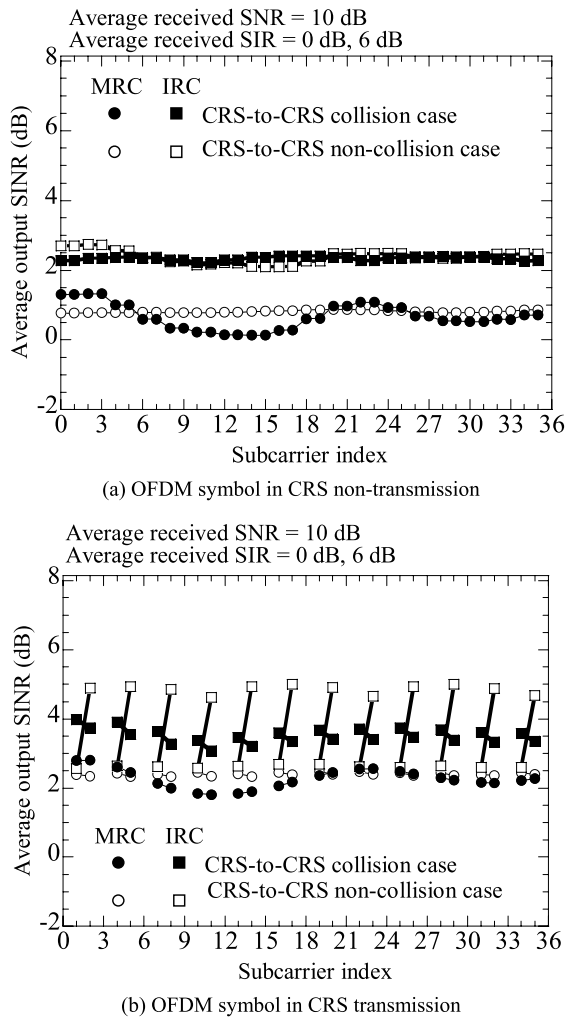 Average received SNR = 10 dB
Average received SIR = 0 dB, 6 dB
8
6
4
2
0
-2
Average output SINR (dB)
MRC IRC
CRS-to-CRS collision case
CRS-to-CRS non-collision case
0 3 6 9 12 15 18 21 24 27 30 33 36
Subcarrier index
(a) OFDM symbol in CRS non-transmission
Average received SNR = 10 dB
Average received SIR = 0 dB, 6 dB
8
6
4
2
0
-2
Average output SINR (dB)
MRC IRC
CRS-to-CRS collision case
CRS-to-CRS non-collision case
0 3 6 9 12 15 18 21 24 27 30 33 36
Subcarrier index
(b) OFDM symbol in CRS transmission